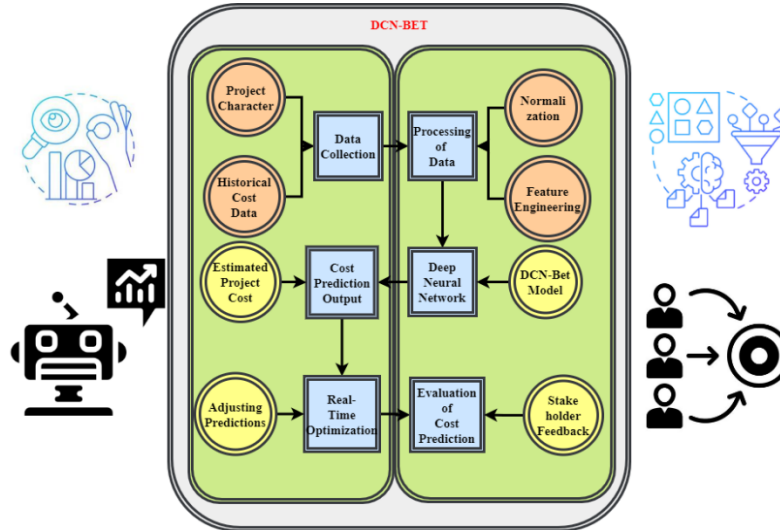 DCN-BET
Project
Character
Data
Collection
Processing
of
Data
Normali
zation
Historical
Cost
Data
Feature
Engineering
Estimated
Project
Cost
Cost
Prediction
Output
Deep
Neural
Network
DCN-Bet
Model
Adjusting
Predictions
Real-
Time
Optimization
Evaluation
of
Cost
Prediction
Stake
holder
Feedback